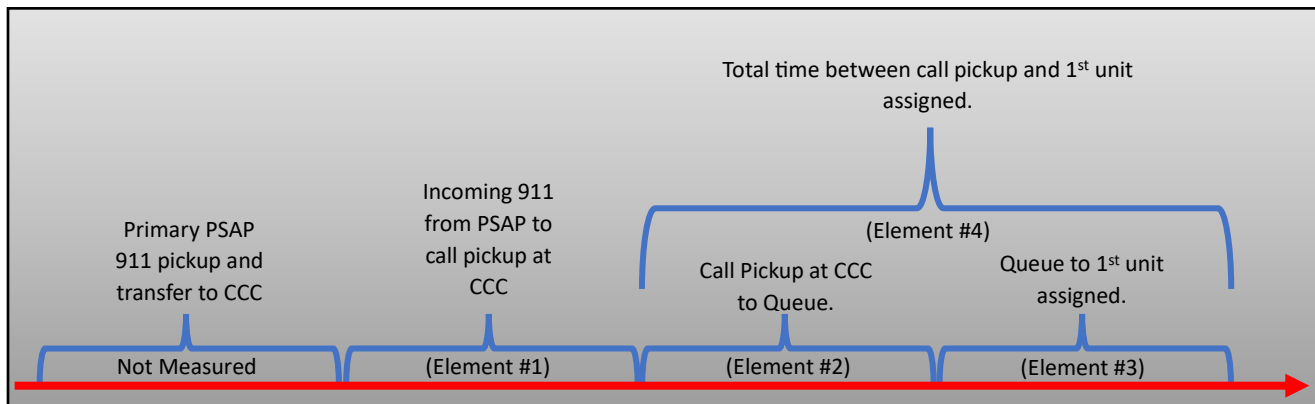 Total time between call pickup and 1st unit
assigned.
(Element #4)
Primary PSAP
911 pickup and
transfer to CCC
Not Measured
Incoming 911
from PSAP to
call pickup at
CCC
(Element #1)
Call Pickup at CCC
to Queue.
(Element #2)
Queue to 1st unit
assigned.
(Element #3)